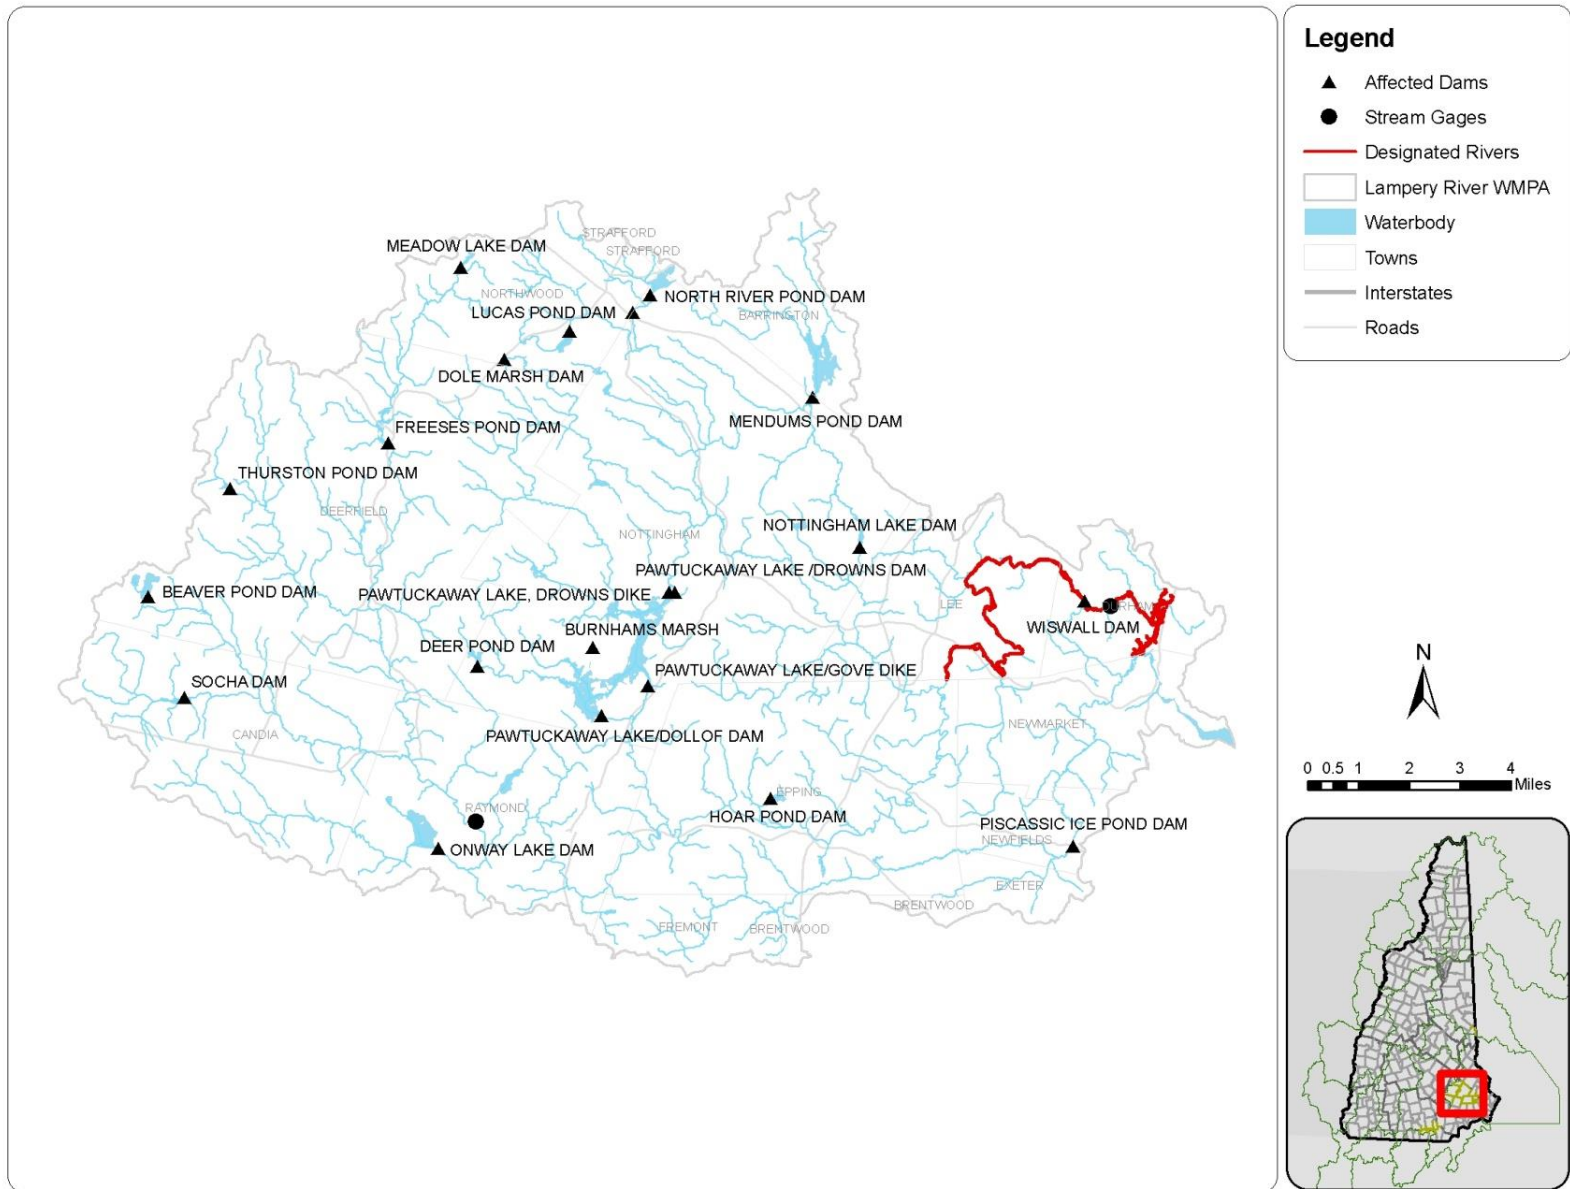 Legend
Affected Dams
Stream Gages
Designated Rivers
Lampery River WMPA
Waterbody
Towns
Interstates
Roads
STRAFFORD
MEADOW LAKE DAM
STRAFFORD
NORTHWOOD
NORTH RIVER POND DAM
LUCAS POND DAM
BARRINGTON
DOLE MARSH DAM
MENDUMS POND DAM
FREESES POND DAM
THURSTON POND DAM
DEERFIELD
NOTTINGHAM LAKE DAM
NOTTINGHAM
PAWTUCKAWAY LAKE /DROWNS DAM
BEAVER POND DAM
PAWTUCKAWAY LAKE, DROWNS DIKE
LEE
DURHAM
BURNHAMS MARSH
WISWALL DAM
DEER POND DAM
PAWTUCKAWAY LAKE/GOVE DIKE
SOCHA DAM
NEWMARKET
CANDIA
PAWTUCKAWAY LAKE/DOLLOF DAM
EPPING
RAYMOND
HOAR POND DAM
PISCASSIC ICE POND DAM
NEWFIELDS
ONWAY LAKE DAM
EXETER
BRENTWOOD
FREMONT
BRENTWOOD
N
0 0.5 1 2 3 4
Miles